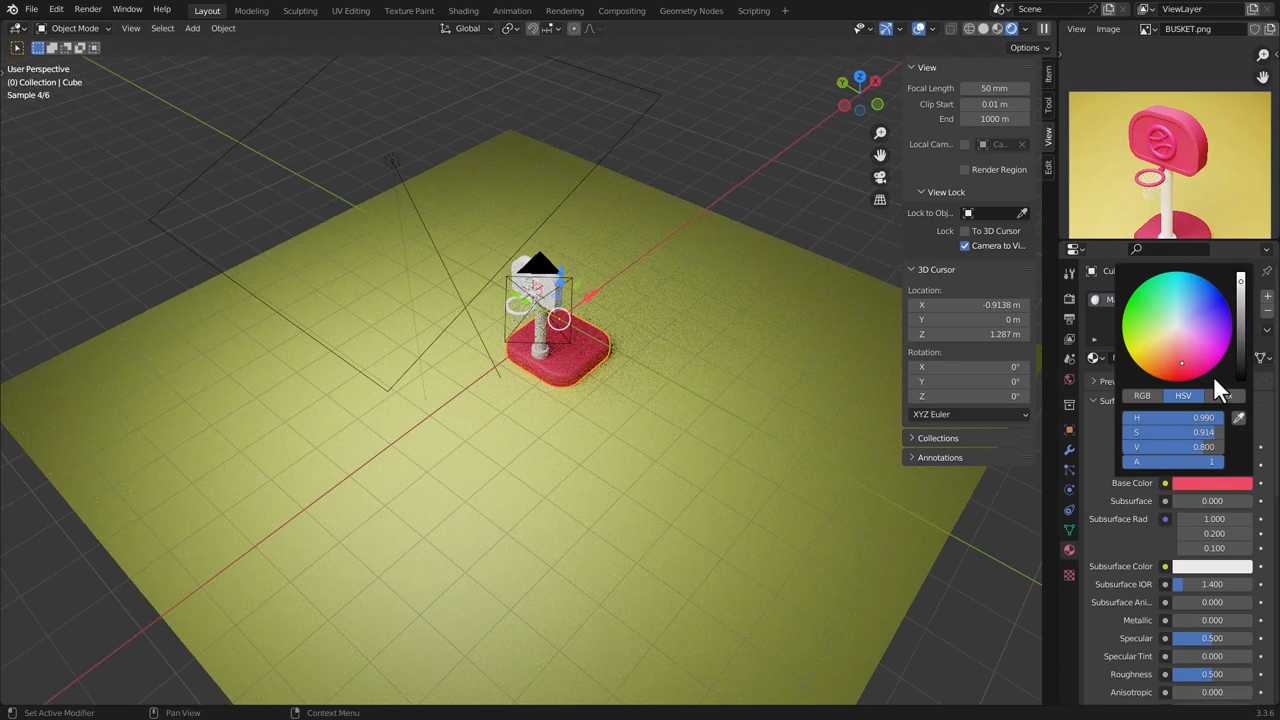 File Edit Render Window Help Layout Modeling Sculpting UV Editing Texture Paint Shading Animation Rendering Compositing Geometry Nodes Scripting + Scene ViewLayer
Object Mode View Select Add Object Global View Image BUSKET.png
Options
User Perspective
(0) Collection | Cube
Sample 4/6
X
Y
Z
View
Focal Length 50 mm
Clip Start 0.01 m
End 1000 m
Local Cam... Ca...
Render Region
View Lock
Lock to Obj...
Lock To 3D Cursor
Camera to Vi...
3D Cursor
Location:
X -0.9138 m
Y 0 m
Z 1.287 m
Rotation:
X 0°
Y 0°
Z 0°
XYZ Euler
Collections
Annotations
Item
Tool
View
Edit
RGB HSV
H 0.990
S 0.914
V 0.800
A 1
Base Color
Subsurface 0.000
Subsurface Rad 1.000
0.200
0.100
Subsurface Color
Subsurface IOR 1.400
Subsurface Ani... 0.000
Metallic 0.000
Specular 0.500
Specular Tint 0.000
Roughness 0.500
Anisotropic 0.000
Set Active Modifier Pan View Context Menu 3.3.6